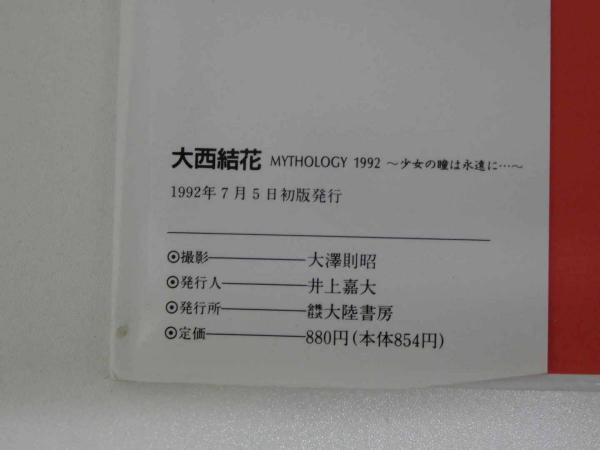 大西結花 MYTHOLOGY 1992 ～少女の瞳は永遠に…～
1992年7月5日初版発行
⦿撮影――――大澤則昭
⦿発行人――――井上嘉大
⦿発行所――――株式会社大陸書房
⦿定価――――880円(本体854円)